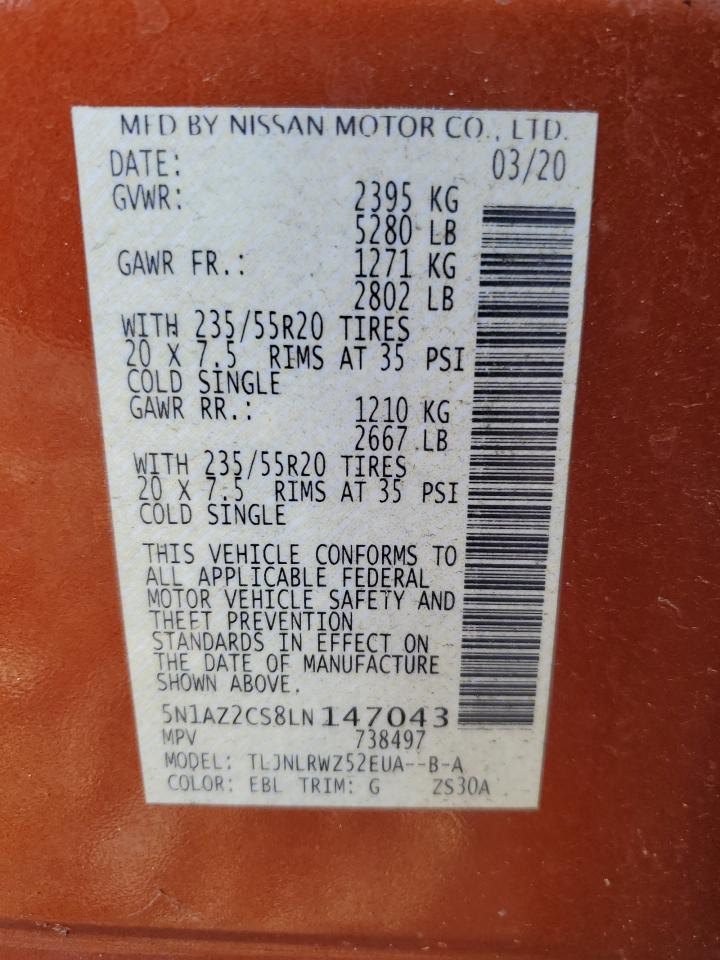 MFD BY NISSAN MOTOR CO., LTD.
DATE: 03/20
GVWR: 2395 KG
5280 LB
GAWR FR.: 1271 KG
2802 LB
WITH 235/55R20 TIRES
20 X 7.5 RIMS AT 35 PSI
COLD SINGLE
GAWR RR.: 1210 KG
2667 LB
WITH 235/55R20 TIRES
20 X 7.5 RIMS AT 35 PSI
COLD SINGLE
THIS VEHICLE CONFORMS TO
ALL APPLICABLE FEDERAL
MOTOR VEHICLE SAFETY AND
THEFT PREVENTION
STANDARDS IN EFFECT ON
THE DATE OF MANUFACTURE
SHOWN ABOVE.
5N1AZ2CS8LN147043
MPV 738497
MODEL: TLJNLRWZ52EUA--B-A
COLOR: EBL TRIM: G ZS30A